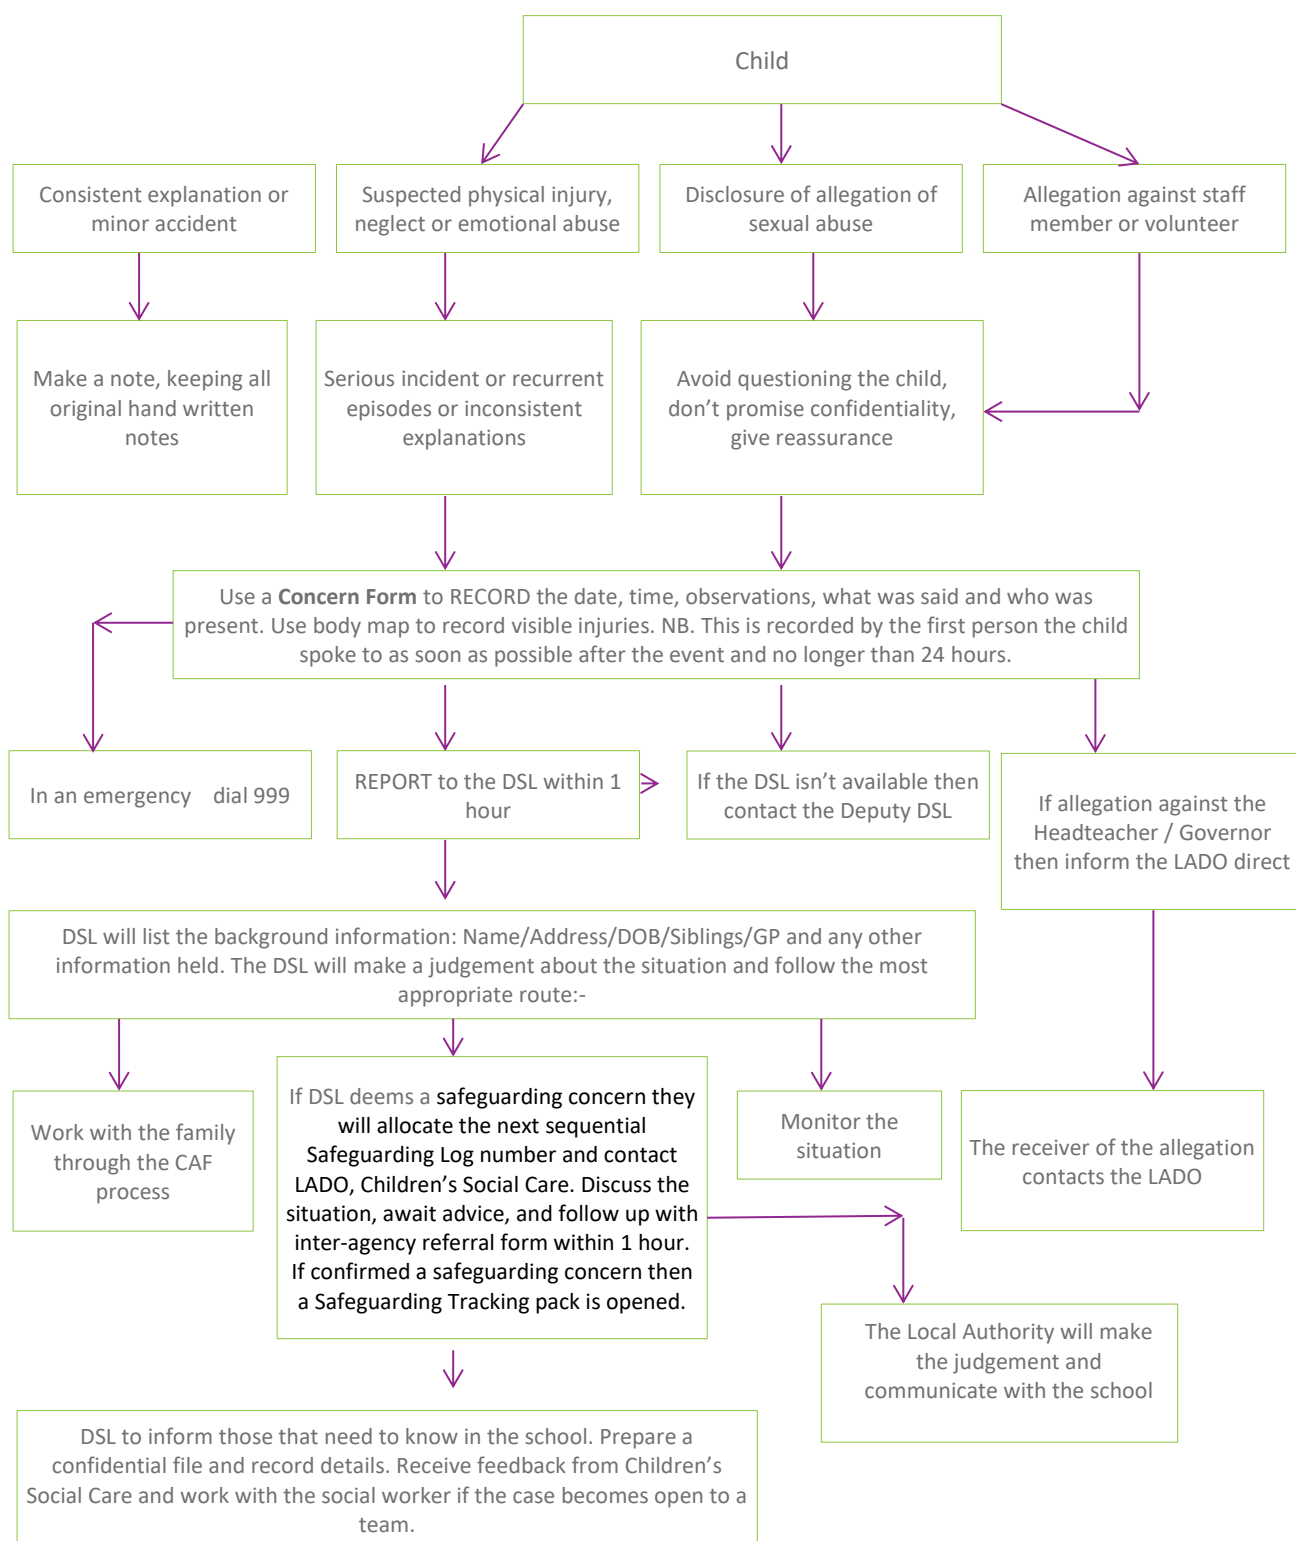 Child
Consistent explanation or
minor accident
Suspected physical injury,
neglect or emotional abuse
Disclosure of allegation of
sexual abuse
Allegation against staff
member or volunteer
Make a note, keeping all
original hand written
notes
Serious incident or recurrent
episodes or inconsistent
explanations
Avoid questioning the child,
don’t promise confidentiality,
give reassurance
Use a Concern Form to RECORD the date, time, observations, what was said and who was
present. Use body map to record visible injuries. NB. This is recorded by the first person the child
spoke to as soon as possible after the event and no longer than 24 hours.
In an emergency dial 999
REPORT to the DSL within 1
hour
If the DSL isn’t available then
contact the Deputy DSL
If allegation against the
Headteacher / Governor
then inform the LADO direct
DSL will list the background information: Name/Address/DOB/Siblings/GP and any other
information held. The DSL will make a judgement about the situation and follow the most
appropriate route:-
Work with the family
through the CAF
process
If DSL deems a safeguarding concern they
will allocate the next sequential
Safeguarding Log number and contact
LADO, Children’s Social Care. Discuss the
situation, await advice, and follow up with
inter-agency referral form within 1 hour.
If confirmed a safeguarding concern then
a Safeguarding Tracking pack is opened.
Monitor the
situation
The receiver of the allegation
contacts the LADO
The Local Authority will make
the judgement and
communicate with the school
DSL to inform those that need to know in the school. Prepare a
confidential file and record details. Receive feedback from Children’s
Social Care and work with the social worker if the case becomes open to a
team.